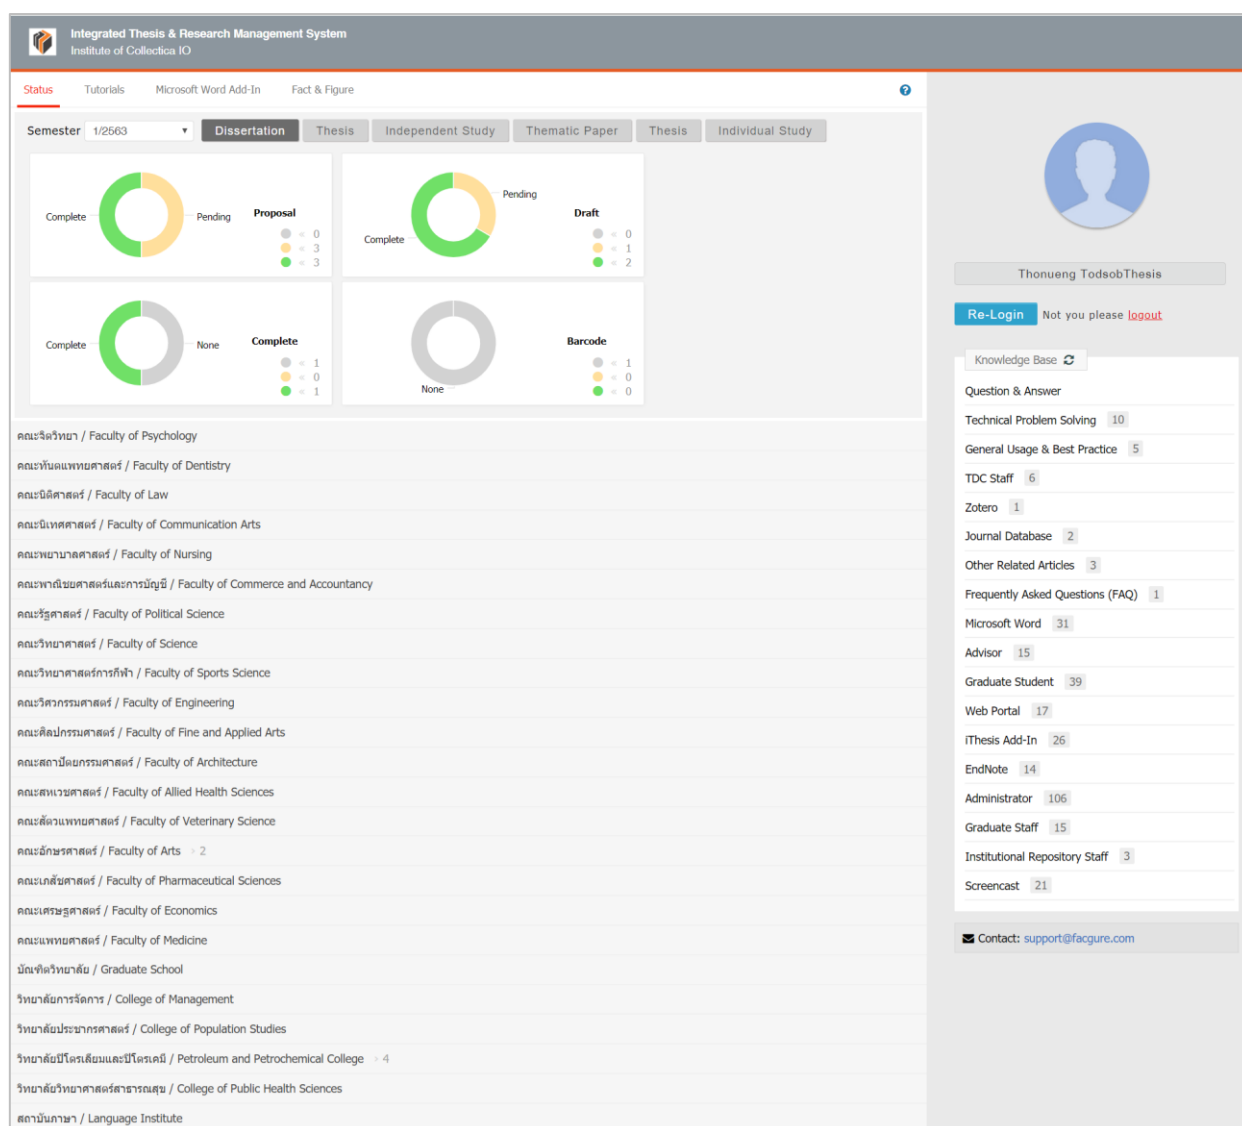 Integrated Thesis & Research Management System
Institute of Collectica IO
Status Tutorials Microsoft Word Add-In Fact & Figure
Semester 1/2563 Dissertation Thesis Independent Study Thematic Paper Thesis Individual Study
Complete Pending Proposal
« 0
« 3
« 3
Pending Complete Draft
« 0
« 1
« 2
Complete None Complete
« 1
« 0
« 1
None Barcode
« 1
« 0
« 0
คณะจิตวิทยา / Faculty of Psychology
คณะทันตแพทยศาสตร์ / Faculty of Dentistry
คณะนิติศาสตร์ / Faculty of Law
คณะนิเทศศาสตร์ / Faculty of Communication Arts
คณะพยาบาลศาสตร์ / Faculty of Nursing
คณะพาณิชยศาสตร์และการบัญชี / Faculty of Commerce and Accountancy
คณะรัฐศาสตร์ / Faculty of Political Science
คณะวิทยาศาสตร์ / Faculty of Science
คณะวิทยาศาสตร์การกีฬา / Faculty of Sports Science
คณะวิศวกรรมศาสตร์ / Faculty of Engineering
คณะศิลปกรรมศาสตร์ / Faculty of Fine and Applied Arts
คณะสถาปัตยกรรมศาสตร์ / Faculty of Architecture
คณะสหเวชศาสตร์ / Faculty of Allied Health Sciences
คณะสัตวแพทยศาสตร์ / Faculty of Veterinary Science
คณะอักษรศาสตร์ / Faculty of Arts › 2
คณะเภสัชศาสตร์ / Faculty of Pharmaceutical Sciences
คณะเศรษฐศาสตร์ / Faculty of Economics
คณะแพทยศาสตร์ / Faculty of Medicine
บัณฑิตวิทยาลัย / Graduate School
วิทยาลัยการจัดการ / College of Management
วิทยาลัยประชากรศาสตร์ / College of Population Studies
วิทยาลัยปิโตรเลียมและปิโตรเคมี / Petroleum and Petrochemical College › 4
วิทยาลัยวิทยาศาสตร์สาธารณสุข / College of Public Health Sciences
สถาบันภาษา / Language Institute
Thonueng TodsobThesis
Re-Login Not you please logout
Knowledge Base
Question & Answer
Technical Problem Solving 10
General Usage & Best Practice 5
TDC Staff 6
Zotero 1
Journal Database 2
Other Related Articles 3
Frequently Asked Questions (FAQ) 1
Microsoft Word 31
Advisor 15
Graduate Student 39
Web Portal 17
iThesis Add-In 26
EndNote 14
Administrator 106
Graduate Staff 15
Institutional Repository Staff 3
Screencast 21
Contact: support@facgure.com